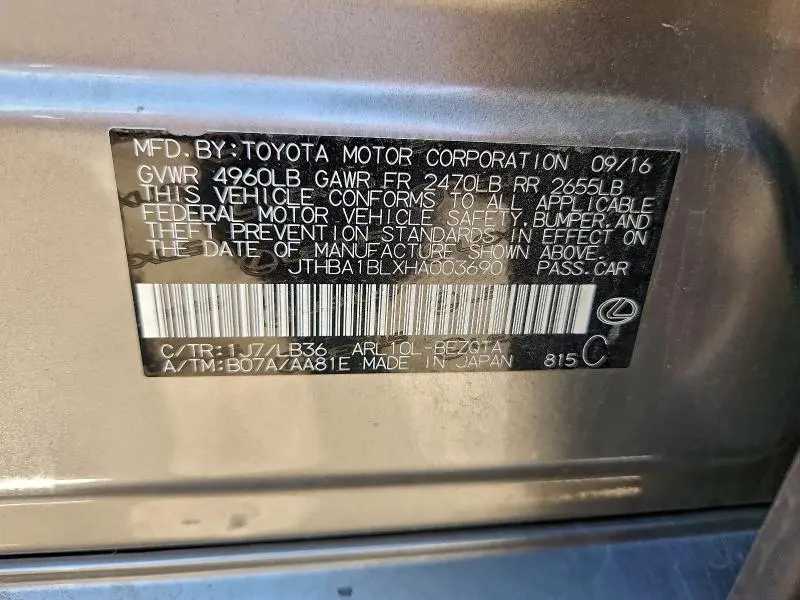 MFD. BY: TOYOTA MOTOR CORPORATION 09/16
GVWR 4960LB GAWR FR 2470LB RR 2655LB
THIS VEHICLE CONFORMS TO ALL APPLICABLE
FEDERAL MOTOR VEHICLE SAFETY, BUMPER, AND
THEFT PREVENTION STANDARDS IN EFFECT ON
THE DATE OF MANUFACTURE SHOWN ABOVE.
JTHBA1BLXHA003690 PASS.CAR
C/TR: 1J7/LB36 ARL10L-BEZQTA
A/TM: B07A/AA81E MADE IN JAPAN 815 C